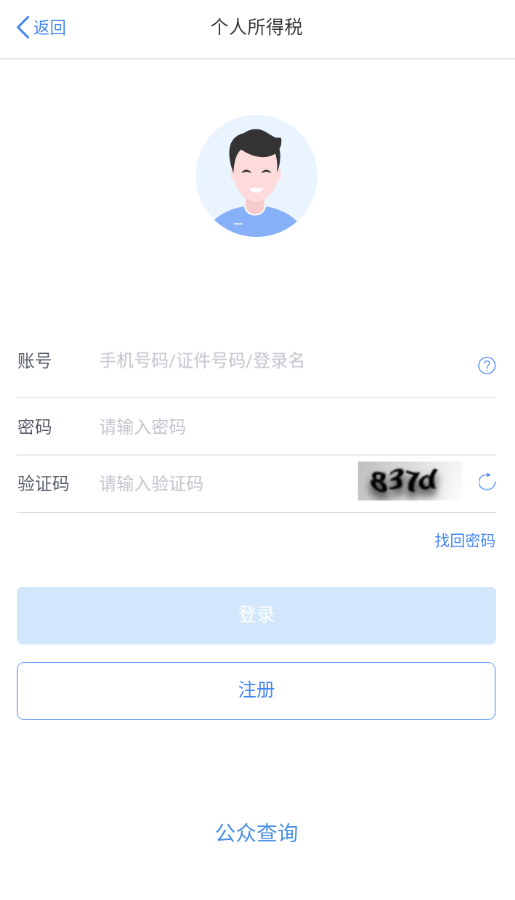 返回
个人所得税
账号
手机号码/证件号码/登录名
密码
请输入密码
验证码
请输入验证码
837d
找回密码
登录
注册
公众查询